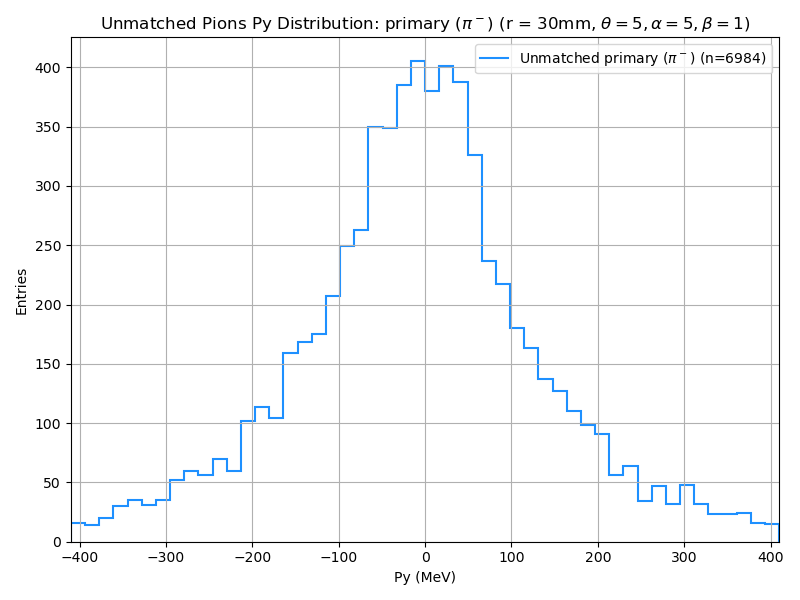 Unmatched Pions Py Distribution: primary (π⁻) (r = 30mm, θ = 5, α = 5, β = 1)
Unmatched primary (π⁻) (n=6984)
400
350
300
250
200
150
100
50
0
Entries
−400 −300 −200 −100 0 100 200 300 400
Py (MeV)